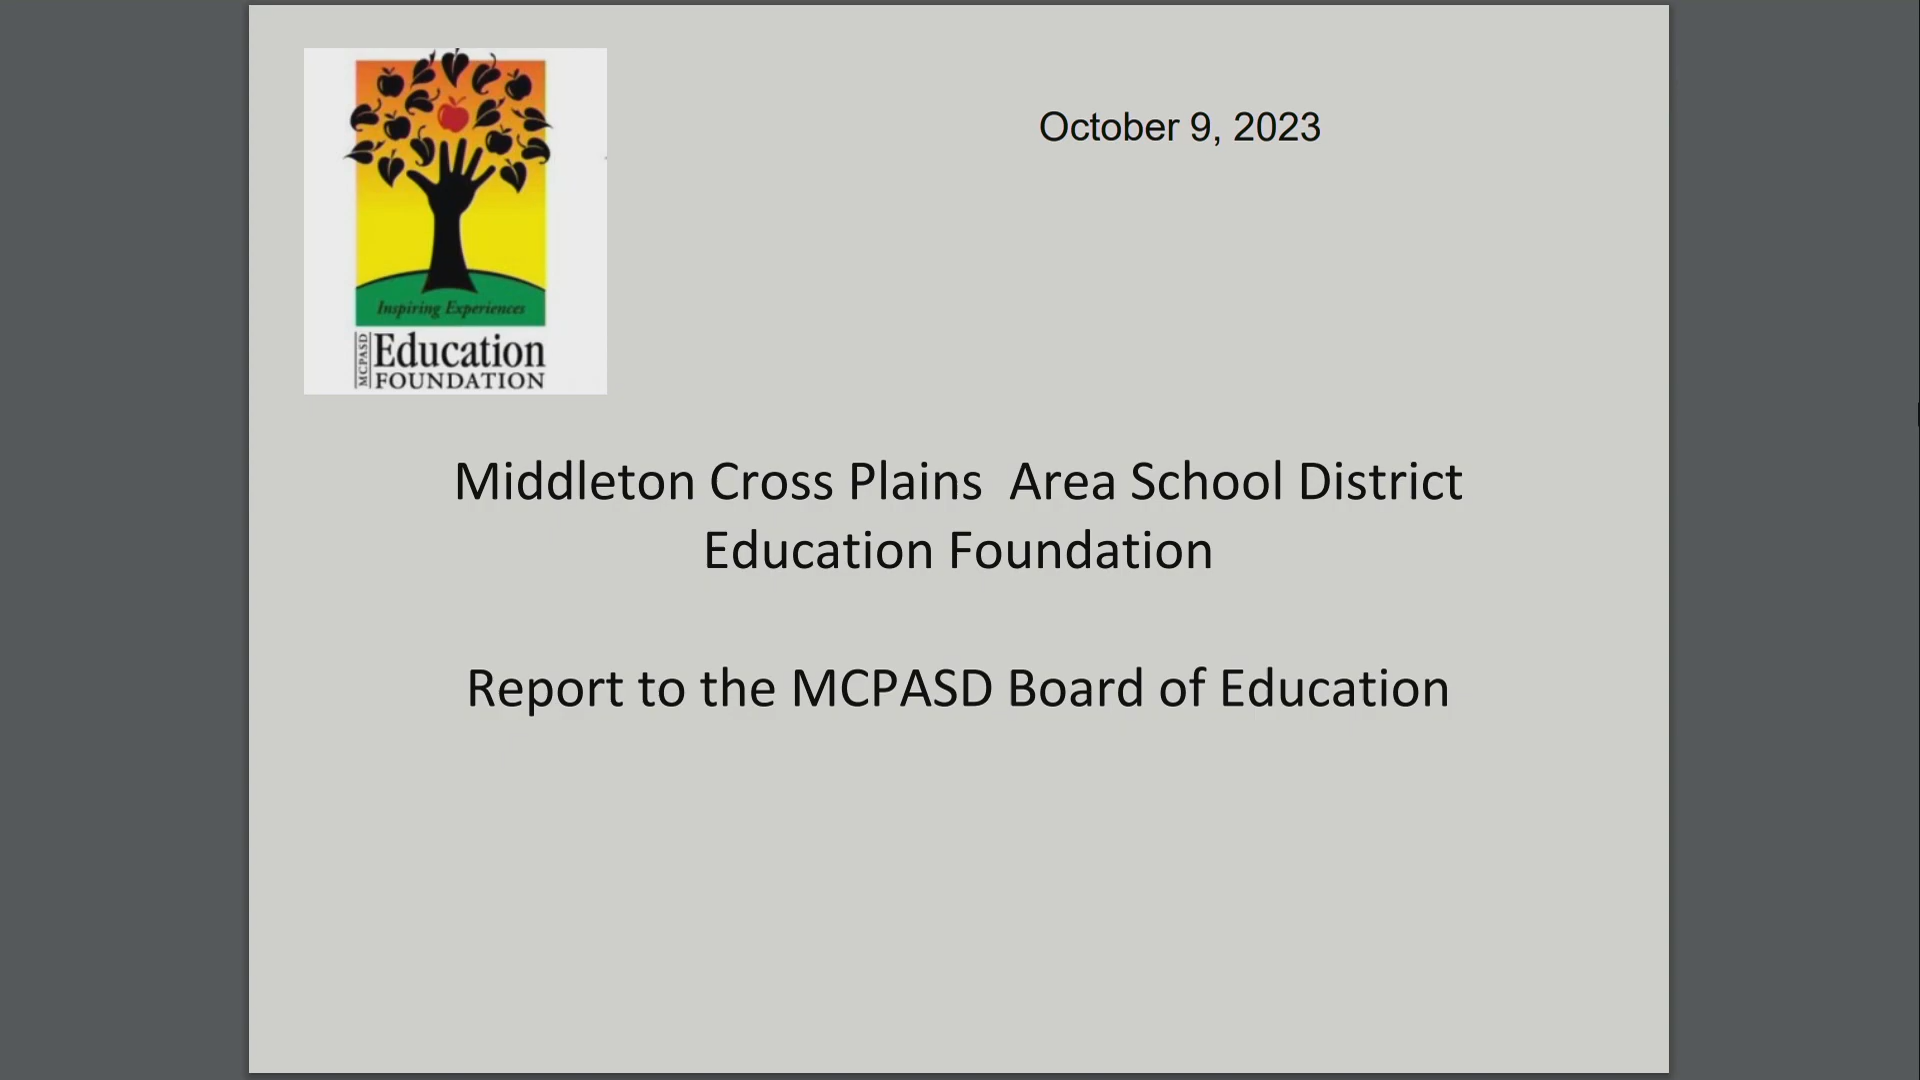 October 9, 2023
Inspiring Experiences
MCPASD
Education
FOUNDATION
Middleton Cross Plains  Area School District
Education Foundation
Report to the MCPASD Board of Education